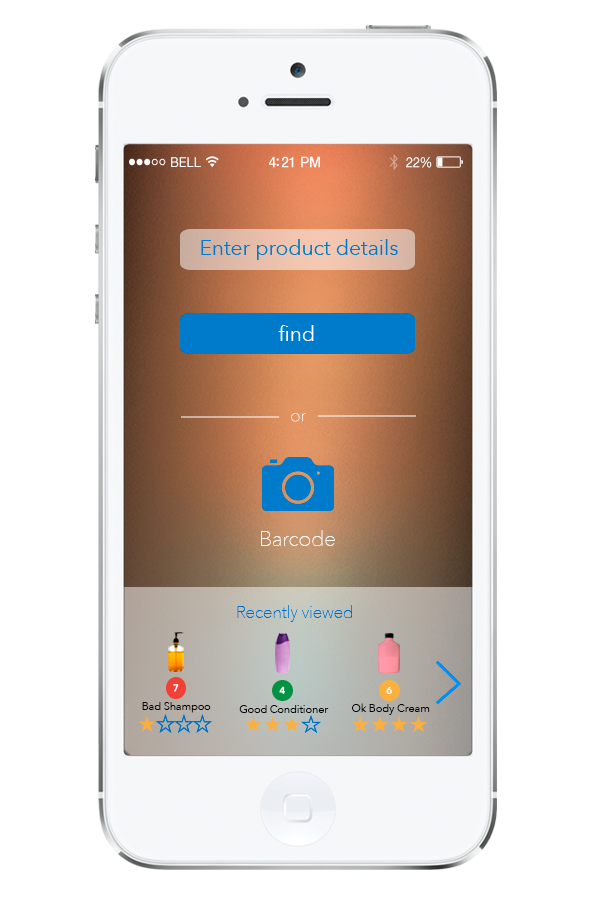 BELL 4:21 PM 22%
Enter product details
find
or
Barcode
Recently viewed
7 4 6
Bad Shampoo Good Conditioner Ok Body Cream